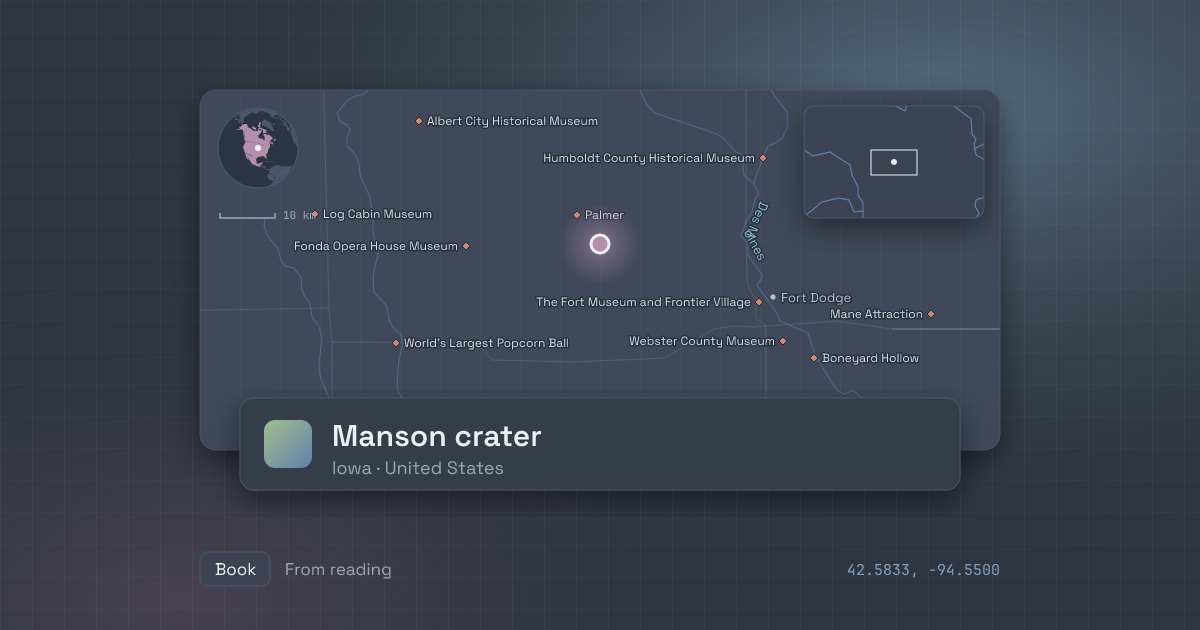 Albert City Historical Museum
Humboldt County Historical Museum
10 km
Log Cabin Museum
Palmer
Des Moines
Fonda Opera House Museum
The Fort Museum and Frontier Village
Fort Dodge
Mane Attraction
World's Largest Popcorn Ball
Webster County Museum
Boneyard Hollow
Manson crater
Iowa · United States
Book
From reading
42.5833, -94.5500